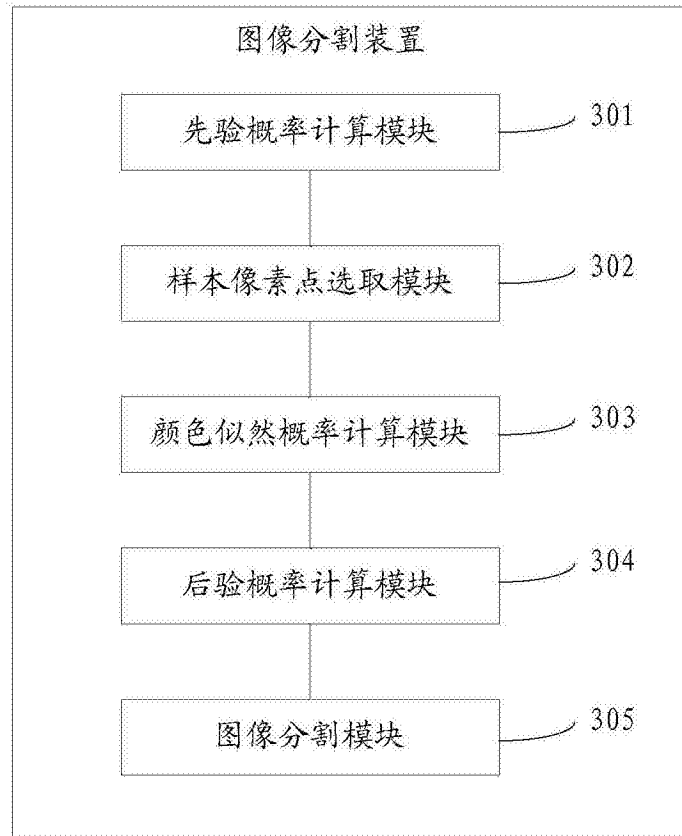 图像分割装置
先验概率计算模块 301
样本像素点选取模块 302
颜色似然概率计算模块 303
后验概率计算模块 304
图像分割模块 305